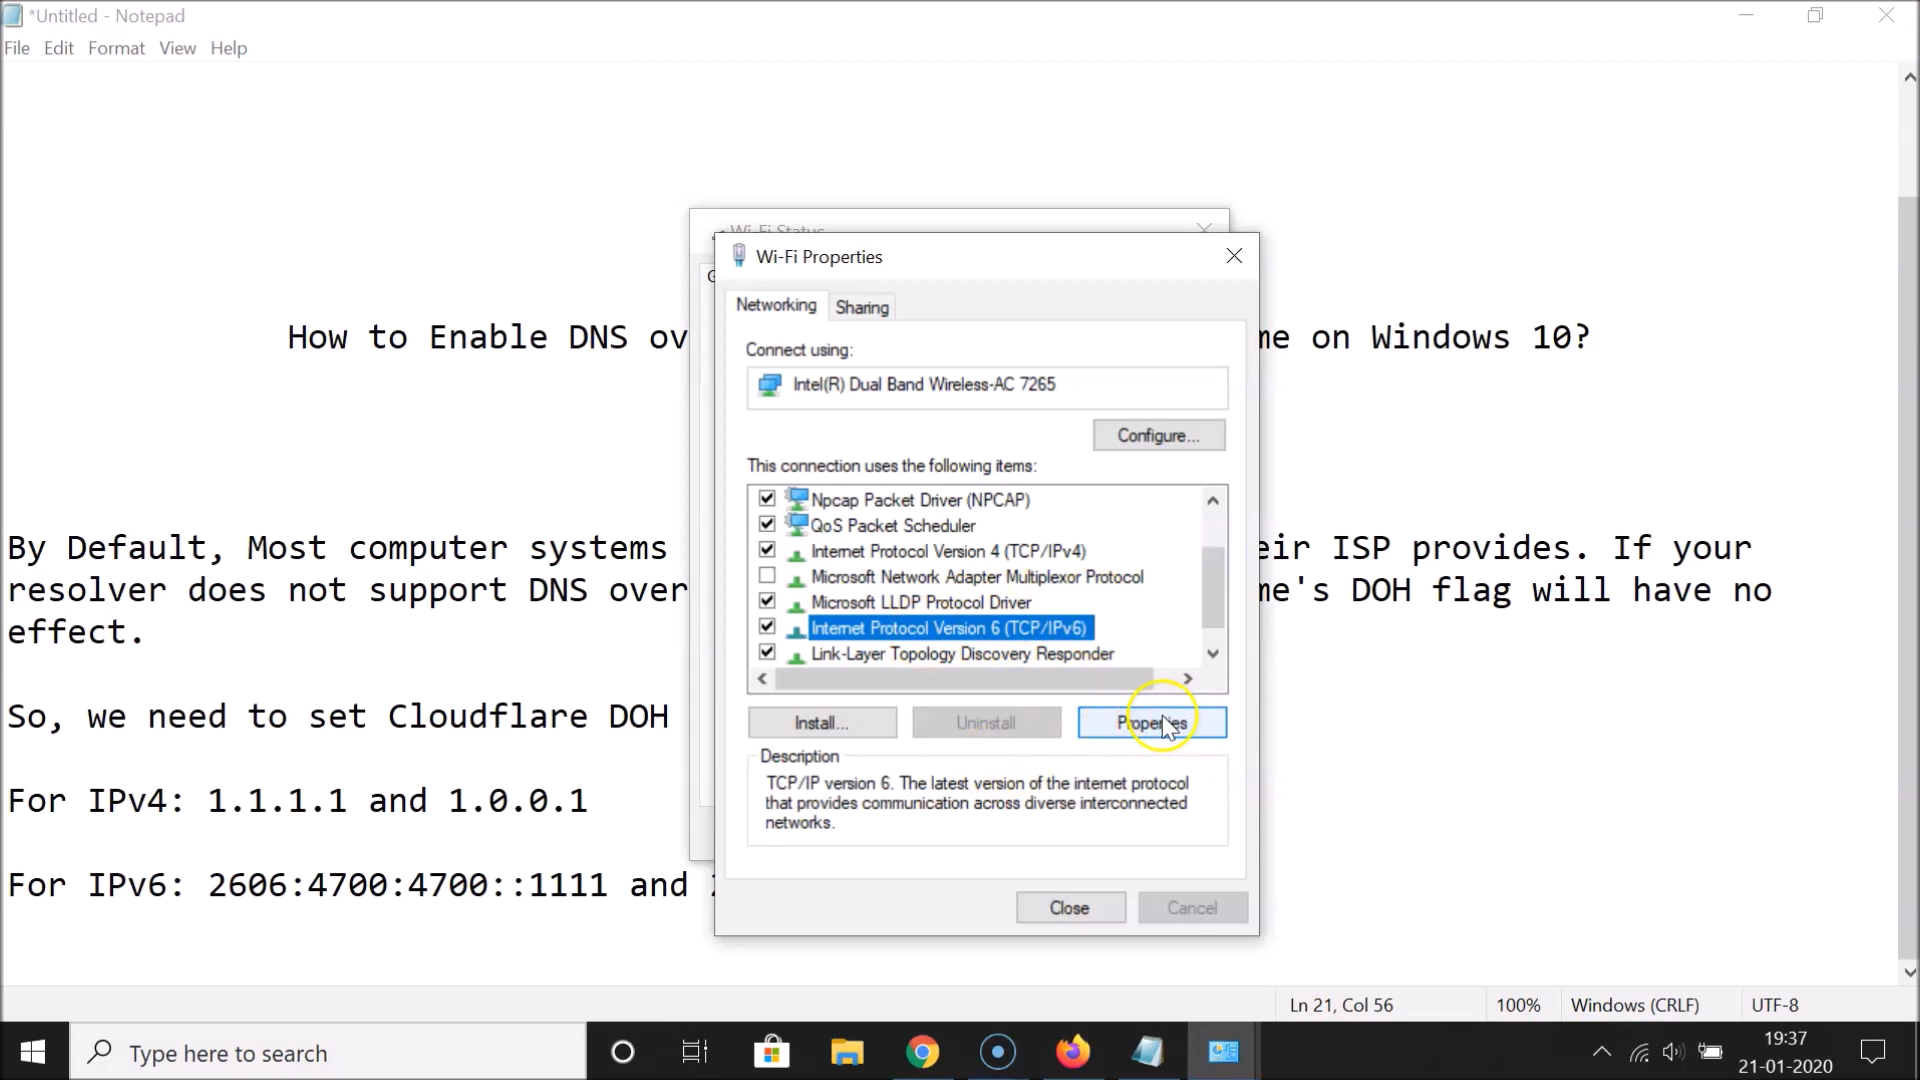 *Untitled - Notepad
File Edit Format View Help
Wi-Fi Status
Wi-Fi Properties
Networking Sharing
How to Enable DNS ov me on Windows 10?
Connect using:
Intel(R) Dual Band Wireless-AC 7265
Configure...
This connection uses the following items:
Npcap Packet Driver (NPCAP)
QoS Packet Scheduler
Internet Protocol Version 4 (TCP/IPv4)
Microsoft Network Adapter Multiplexor Protocol
Microsoft LLDP Protocol Driver
Internet Protocol Version 6 (TCP/IPv6)
Link-Layer Topology Discovery Responder
Install... Uninstall Properties
Description
TCP/IP version 6. The latest version of the internet protocol
that provides communication across diverse interconnected
networks.
Close Cancel
By Default, Most computer systems eir ISP provides. If your
resolver does not support DNS over me's DOH flag will have no
effect.
So, we need to set Cloudflare DOH
For IPv4: 1.1.1.1 and 1.0.0.1
For IPv6: 2606:4700:4700::1111 and
Ln 21, Col 56 100% Windows (CRLF) UTF-8
Type here to search
19:37
21-01-2020